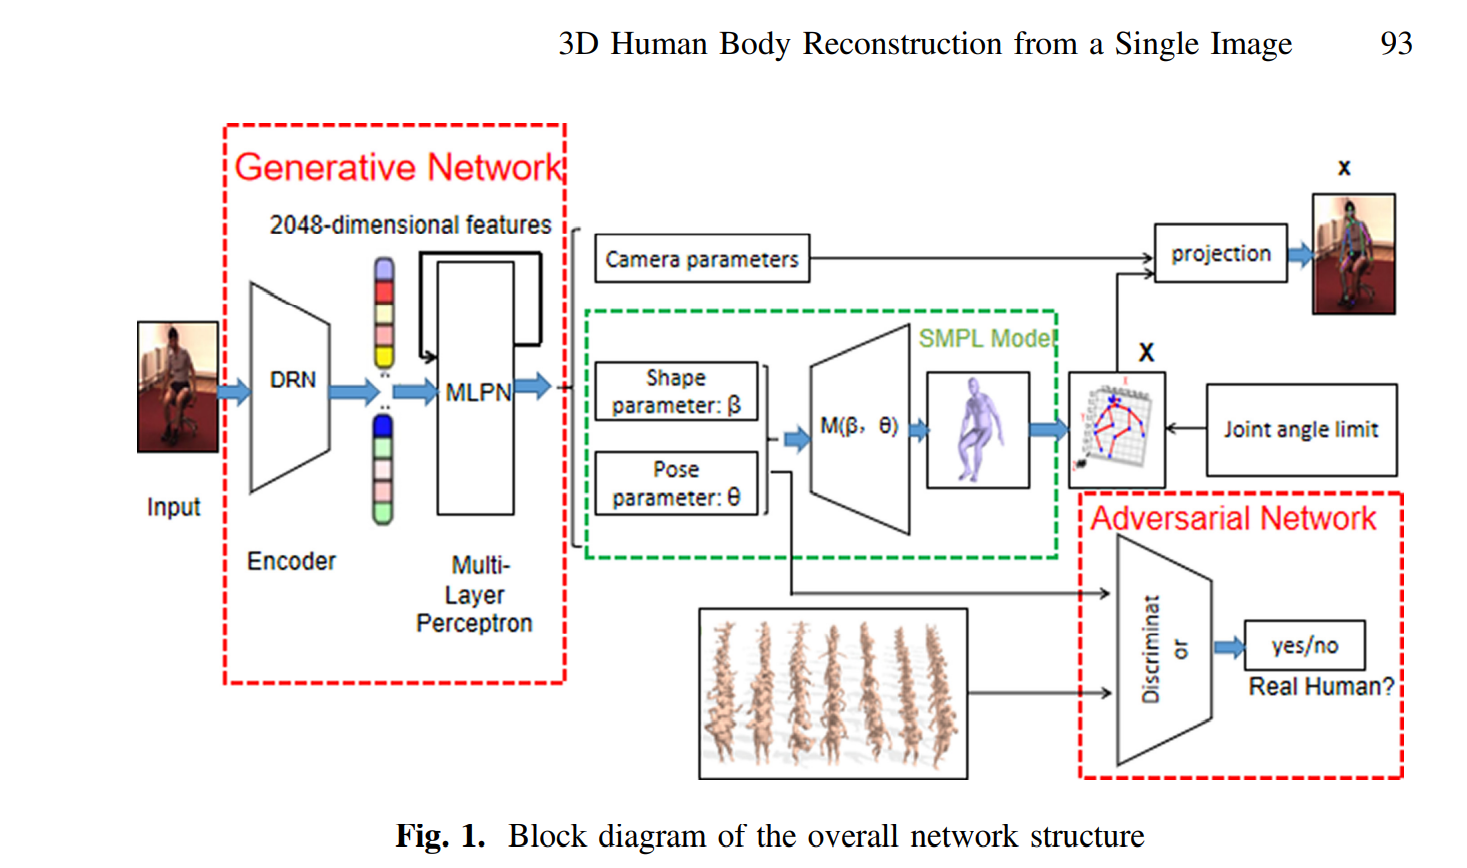 3D Human Body Reconstruction from a Single Image 93
Generative Network
2048-dimensional features
DRN
MLPN
Input
Encoder
Multi-
Layer
Perceptron
Camera parameters
projection
x
SMPL Model
Shape
parameter: β
Pose
parameter: θ
M(β, θ)
X
Joint angle limit
Adversarial Network
Discriminat
or
yes/no
Real Human?
Fig. 1. Block diagram of the overall network structure